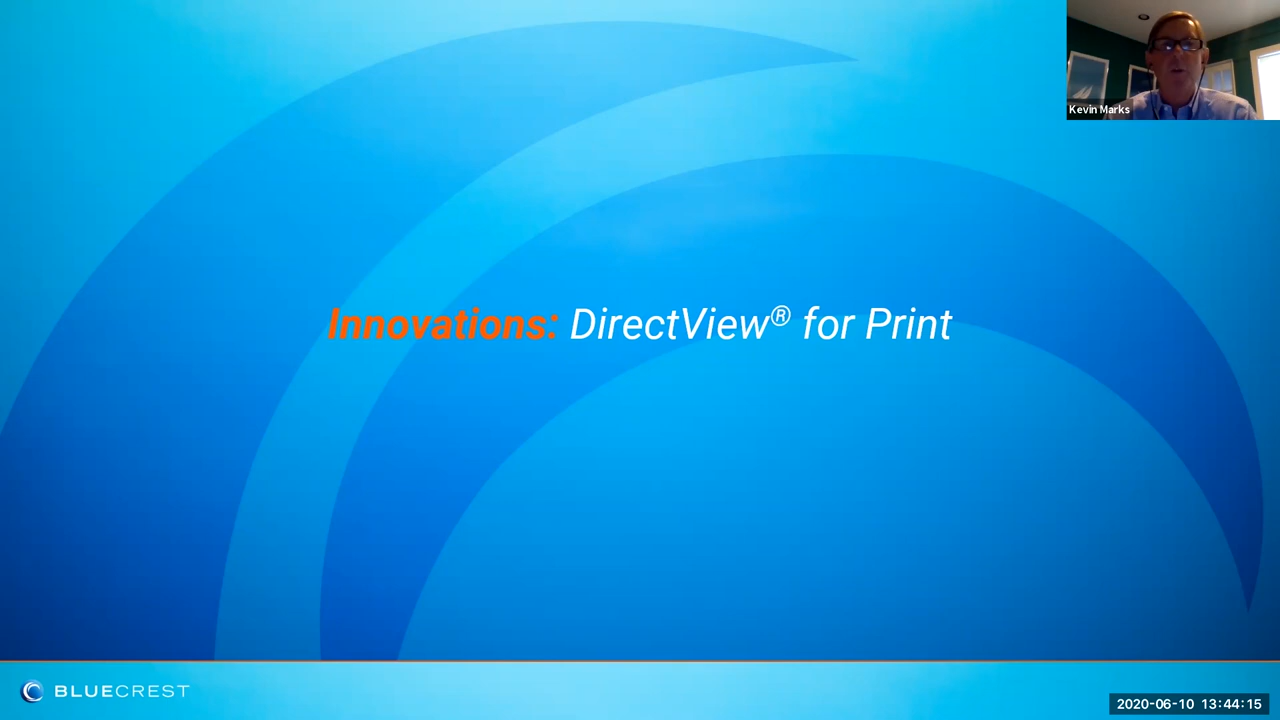 Kevin Marks
Innovations: DirectView® for Print
BLUECREST
2020-06-10 13:44:15